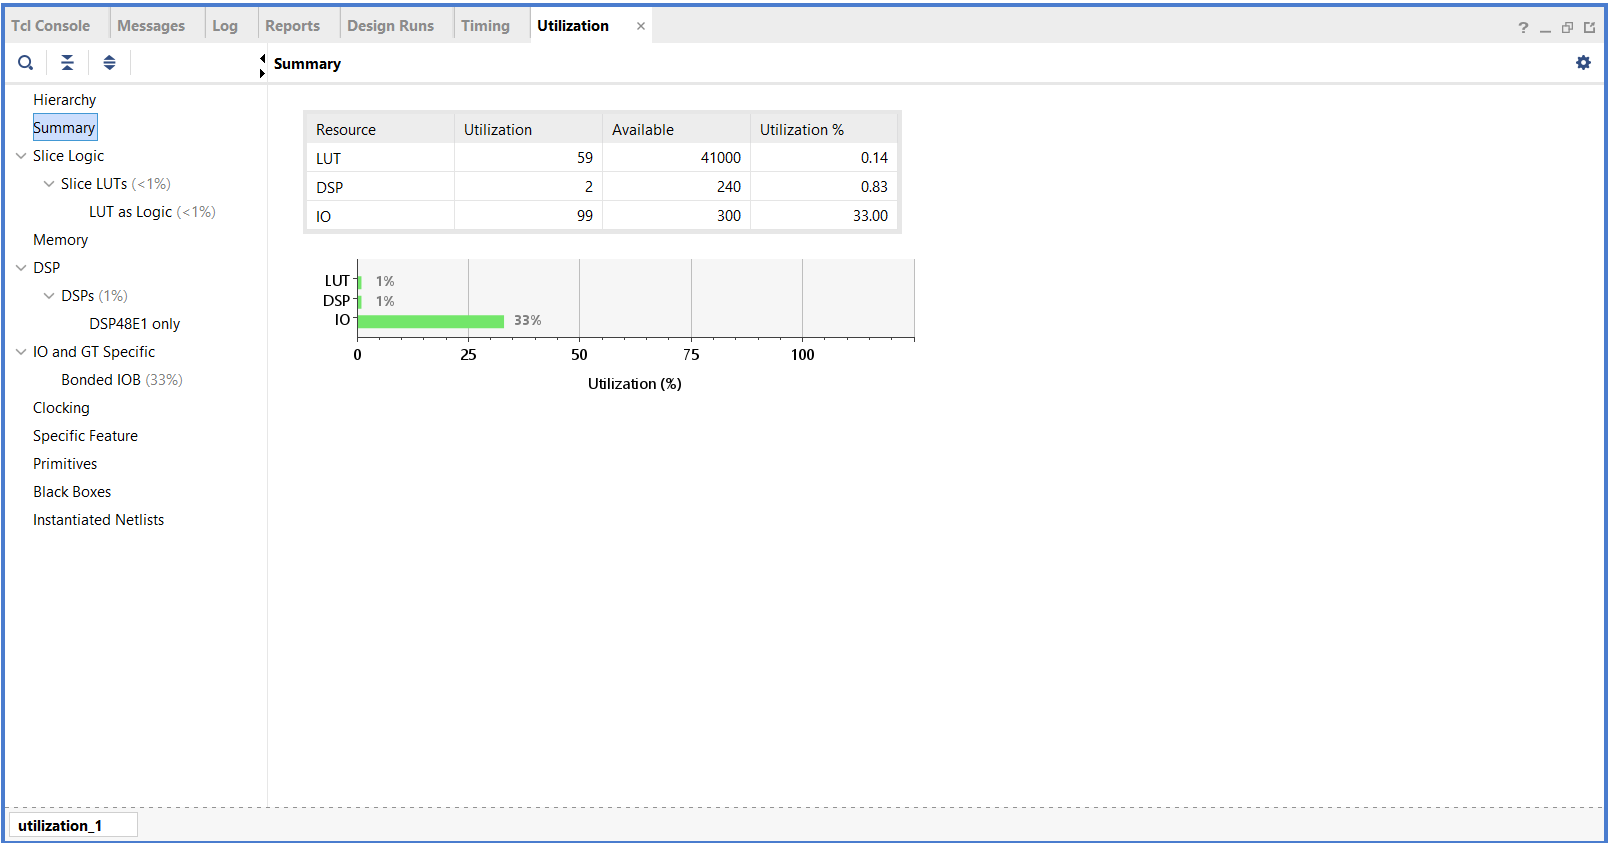 Tcl Console Messages Log Reports Design Runs Timing Utilization × ?
Summary
Hierarchy
Summary
Slice Logic
Slice LUTs (<1%)
LUT as Logic (<1%)
Memory
DSP
DSPs (1%)
DSP48E1 only
IO and GT Specific
Bonded IOB (33%)
Clocking
Specific Feature
Primitives
Black Boxes
Instantiated Netlists
Resource Utilization Available Utilization %
LUT 59 41000 0.14
DSP 2 240 0.83
IO 99 300 33.00
LUT 1%
DSP 1%
IO 33%
0 25 50 75 100
Utilization (%)
utilization_1